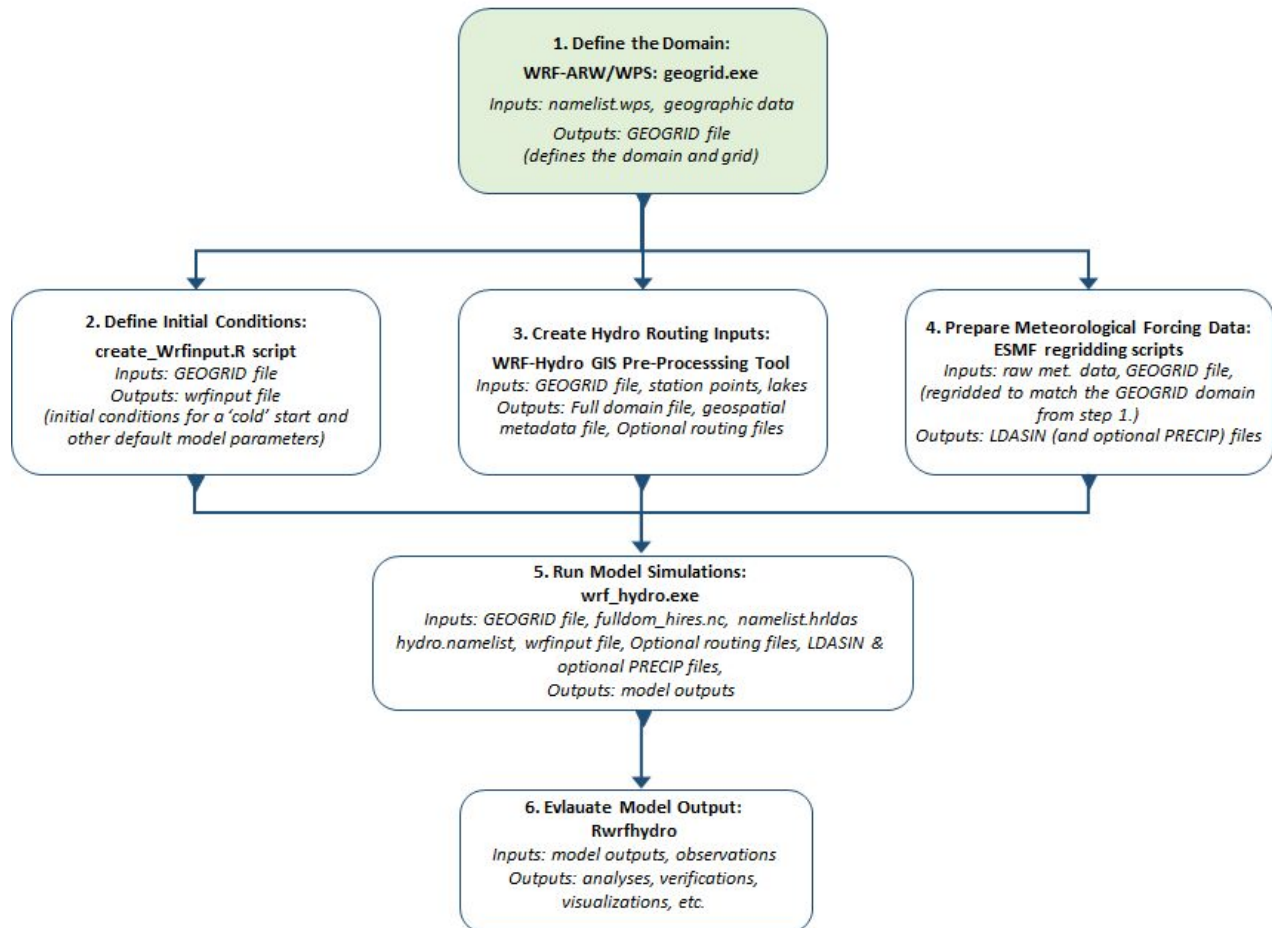 1. Define the Domain:
WRF-ARW/WPS: geogrid.exe
Inputs: namelist.wps, geographic data
Outputs: GEOGRID file
(defines the domain and grid)
2. Define Initial Conditions:
create_Wrfinput.R script
Inputs: GEOGRID file
Outputs: wrfinput file
(initial conditions for a ‘cold’ start and
other default model parameters)
3. Create Hydro Routing Inputs:
WRF-Hydro GIS Pre-Processsing Tool
Inputs: GEOGRID file, station points, lakes
Outputs: Full domain file, geospatial
metadata file, Optional routing files
4. Prepare Meteorological Forcing Data:
ESMF regridding scripts
Inputs: raw met. data, GEOGRID file,
(regridded to match the GEOGRID domain
from step 1.)
Outputs: LDASIN (and optional PRECIP) files
5. Run Model Simulations:
wrf_hydro.exe
Inputs: GEOGRID file, fulldom_hires.nc, namelist.hrldas
hydro.namelist, wrfinput file, Optional routing files, LDASIN &
optional PRECIP files,
Outputs: model outputs
6. Evlauate Model Output:
Rwrfhydro
Inputs: model outputs, observations
Outputs: analyses, verifications,
visualizations, etc.